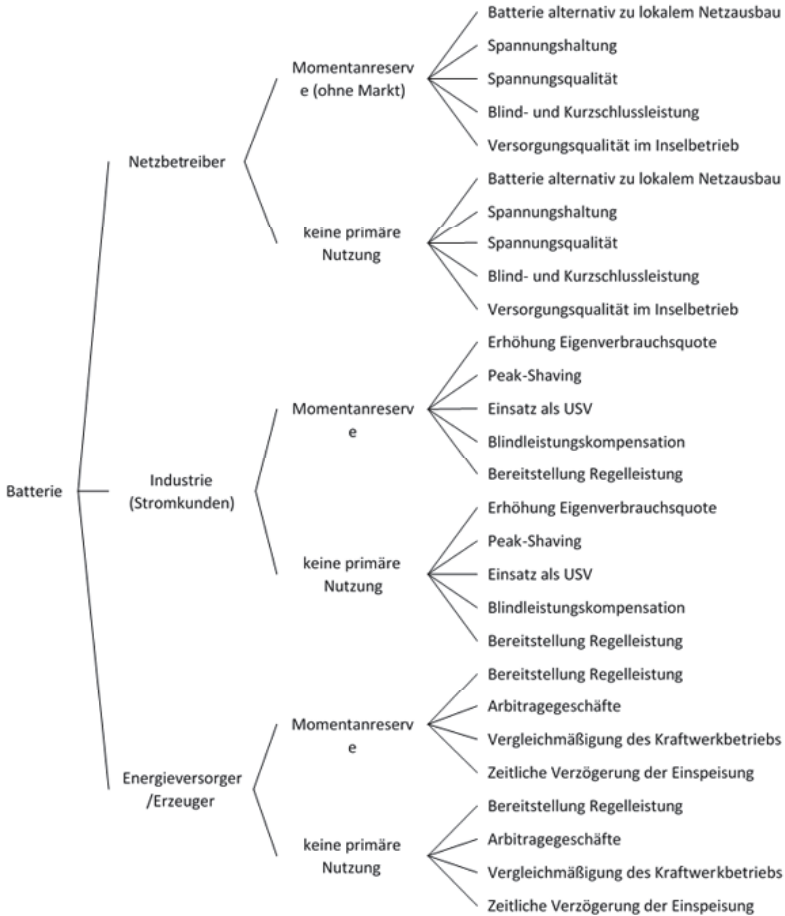 Batterie
Netzbetreiber
Momentanreserv
e (ohne Markt)
Batterie alternativ zu lokalem Netzausbau
Spannungshaltung
Spannungsqualität
Blind- und Kurzschlussleistung
Versorgungsqualität im Inselbetrieb
keine primäre
Nutzung
Batterie alternativ zu lokalem Netzausbau
Spannungshaltung
Spannungsqualität
Blind- und Kurzschlussleistung
Versorgungsqualität im Inselbetrieb
Industrie
(Stromkunden)
Momentanreserv
e
Erhöhung Eigenverbrauchsquote
Peak-Shaving
Einsatz als USV
Blindleistungskompensation
Bereitstellung Regelleistung
keine primäre
Nutzung
Erhöhung Eigenverbrauchsquote
Peak-Shaving
Einsatz als USV
Blindleistungskompensation
Bereitstellung Regelleistung
Energieversorger
/Erzeuger
Momentanreserv
e
Bereitstellung Regelleistung
Arbitragegeschäfte
Vergleichmäßigung des Kraftwerkbetriebs
Zeitliche Verzögerung der Einspeisung
keine primäre
Nutzung
Bereitstellung Regelleistung
Arbitragegeschäfte
Vergleichmäßigung des Kraftwerkbetriebs
Zeitliche Verzögerung der Einspeisung